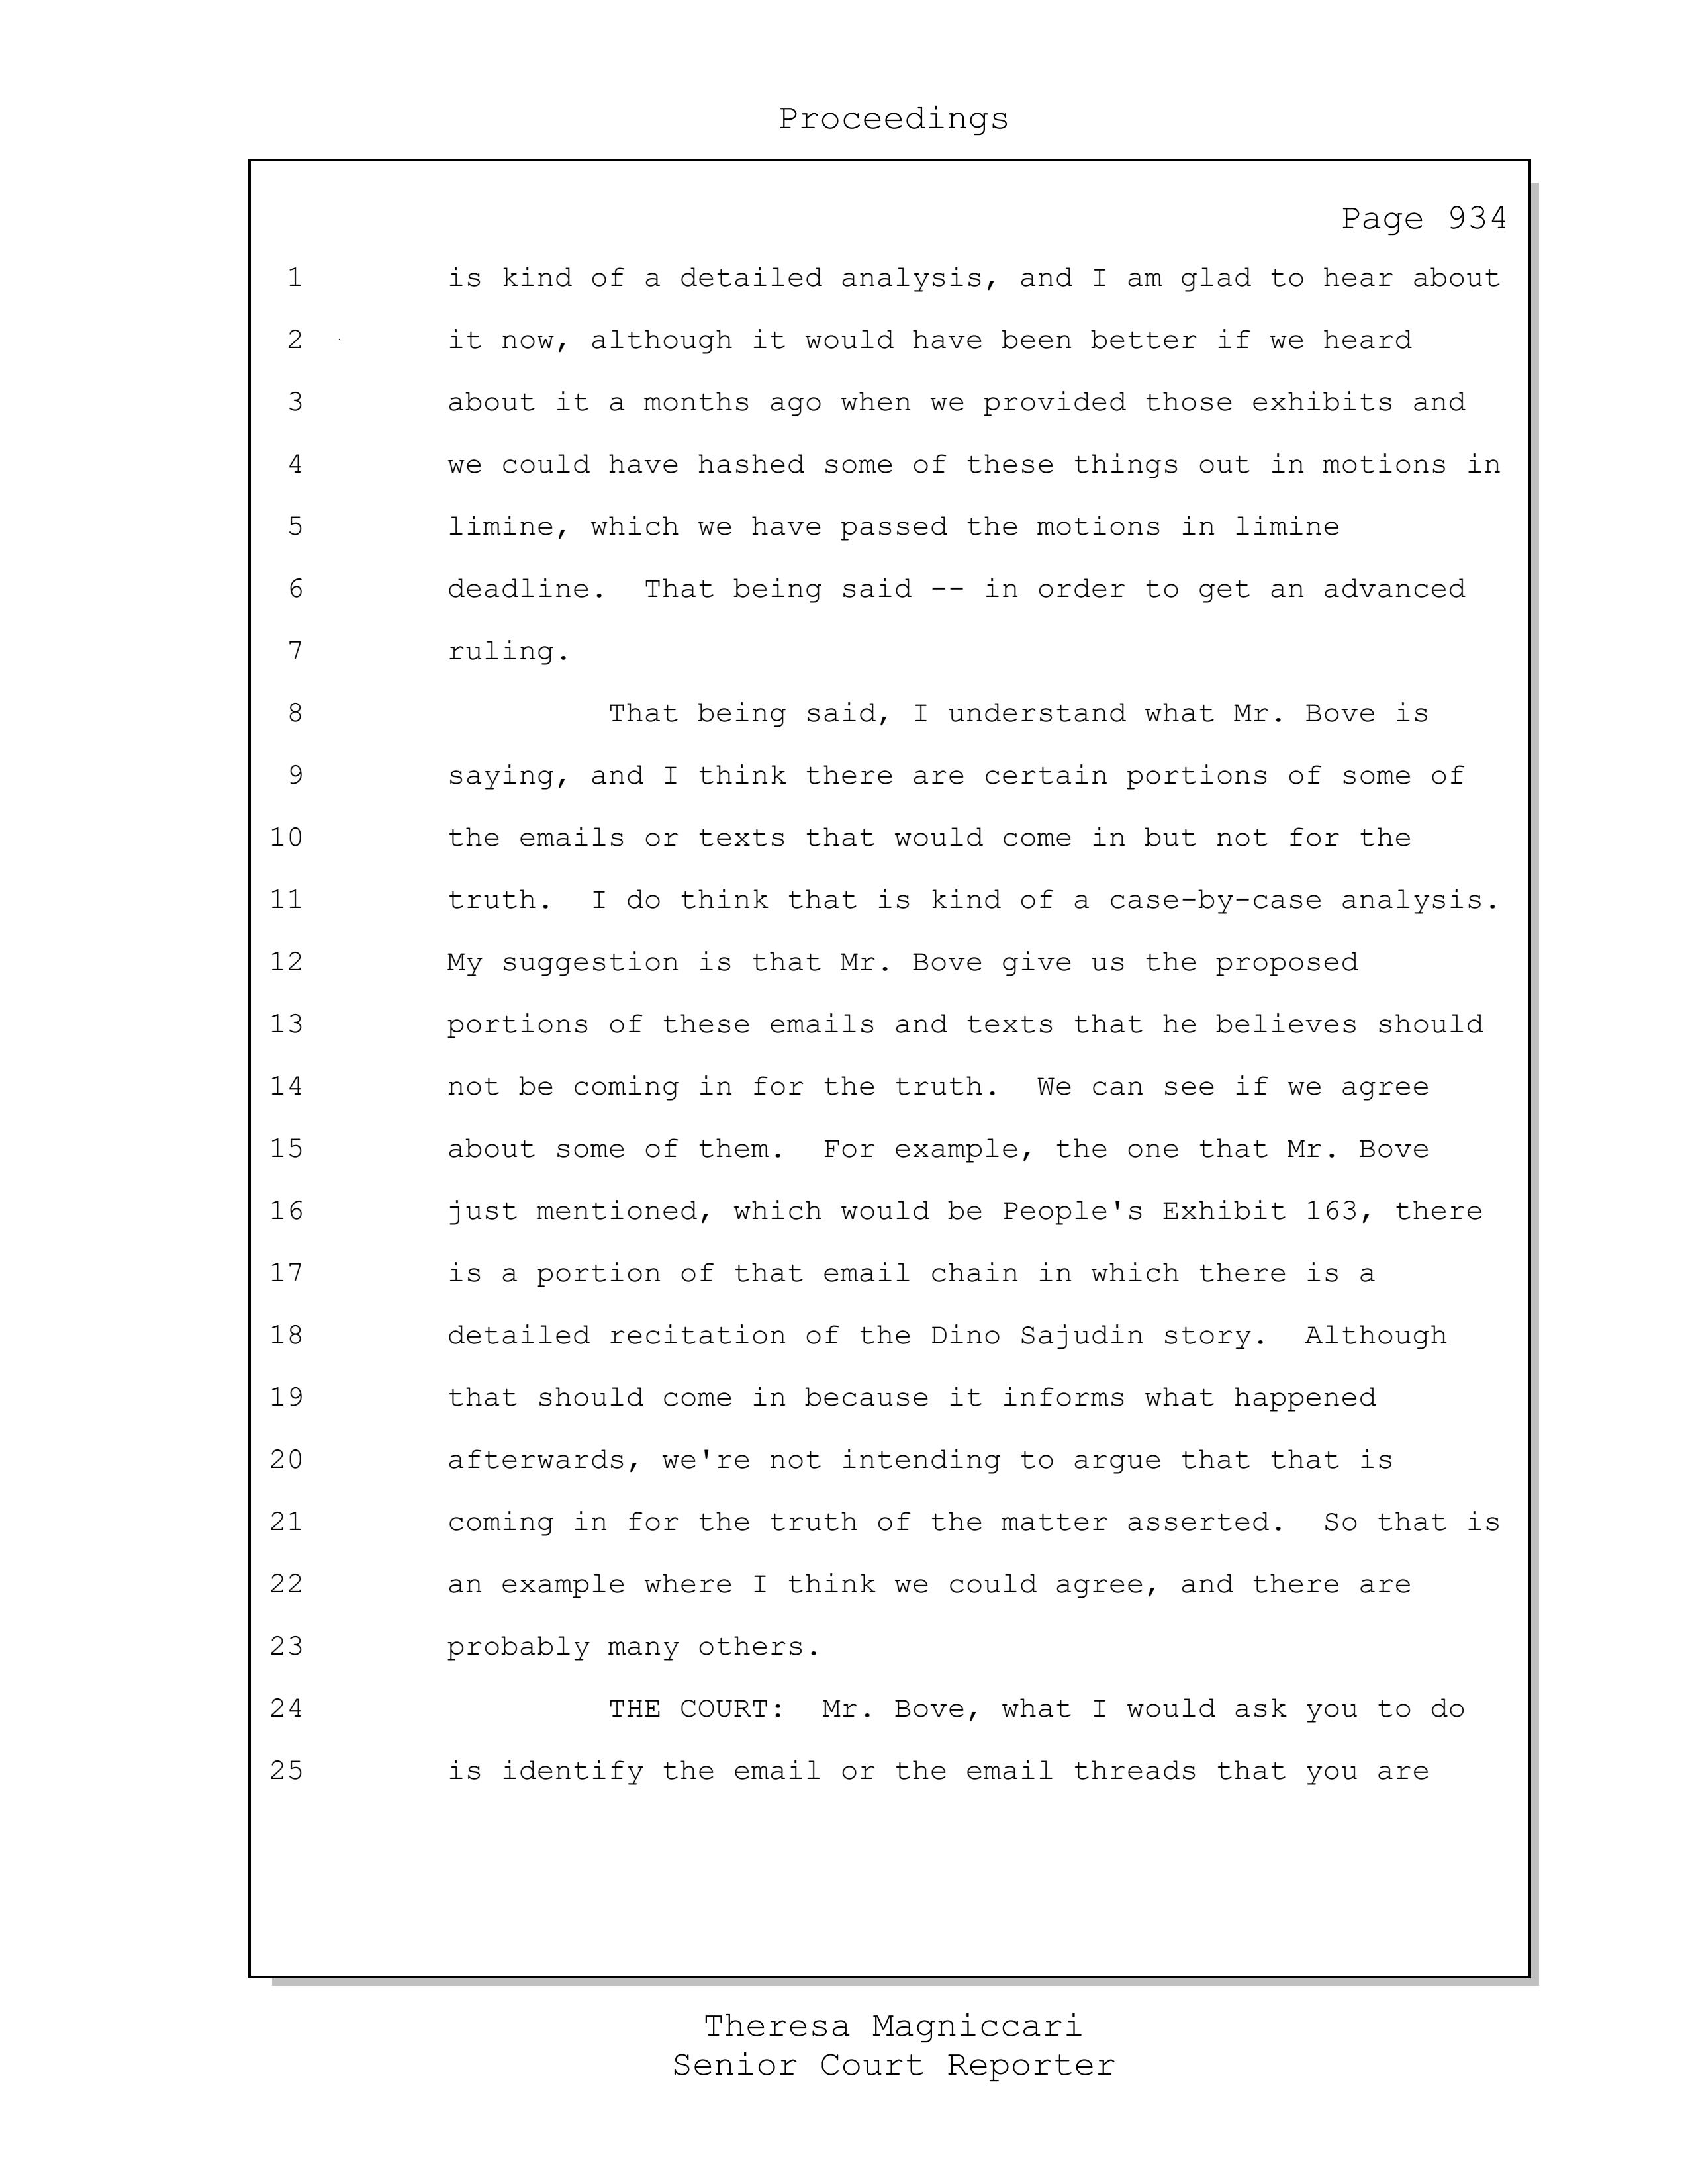 Proceedings
Page 934
1 is kind of a detailed analysis, and I am glad to hear about
2 it now, although it would have been better if we heard
3 about it a months ago when we provided those exhibits and
4 we could have hashed some of these things out in motions in
5 limine, which we have passed the motions in limine
6 deadline.  That being said -- in order to get an advanced
7 ruling.
8 That being said, I understand what Mr. Bove is
9 saying, and I think there are certain portions of some of
10 the emails or texts that would come in but not for the
11 truth.  I do think that is kind of a case-by-case analysis.
12 My suggestion is that Mr. Bove give us the proposed
13 portions of these emails and texts that he believes should
14 not be coming in for the truth.  We can see if we agree
15 about some of them.  For example, the one that Mr. Bove
16 just mentioned, which would be People's Exhibit 163, there
17 is a portion of that email chain in which there is a
18 detailed recitation of the Dino Sajudin story.  Although
19 that should come in because it informs what happened
20 afterwards, we're not intending to argue that that is
21 coming in for the truth of the matter asserted.  So that is
22 an example where I think we could agree, and there are
23 probably many others.
24 THE COURT:  Mr. Bove, what I would ask you to do
25 is identify the email or the email threads that you are
Theresa Magniccari
Senior Court Reporter